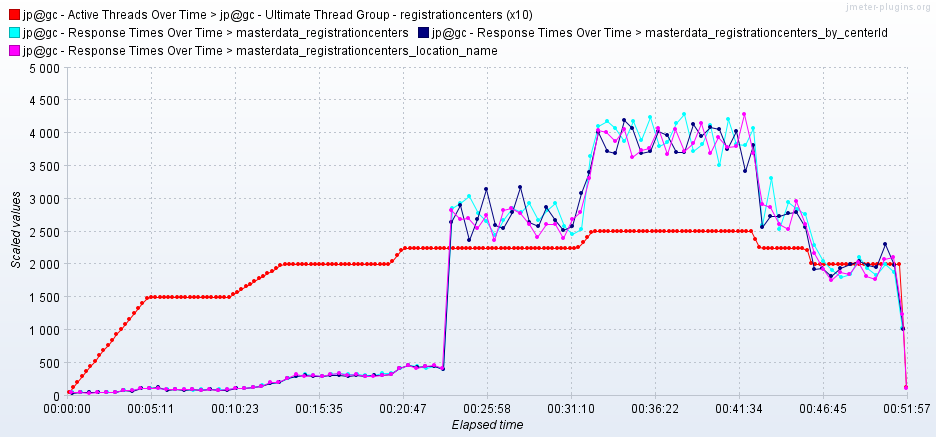 jmeter-plugins.org
jp@gc - Active Threads Over Time > jp@gc - Ultimate Thread Group - registrationcenters (x10)
jp@gc - Response Times Over Time > masterdata_registrationcenters jp@gc - Response Times Over Time > masterdata_registrationcenters_by_centerId
jp@gc - Response Times Over Time > masterdata_registrationcenters_location_name
5 000
4 500
4 000
3 500
3 000
2 500
2 000
1 500
1 000
500
0
Scaled values
00:00:00 00:05:11 00:10:23 00:15:35 00:20:47 00:25:58 00:31:10 00:36:22 00:41:34 00:46:45 00:51:57
Elapsed time